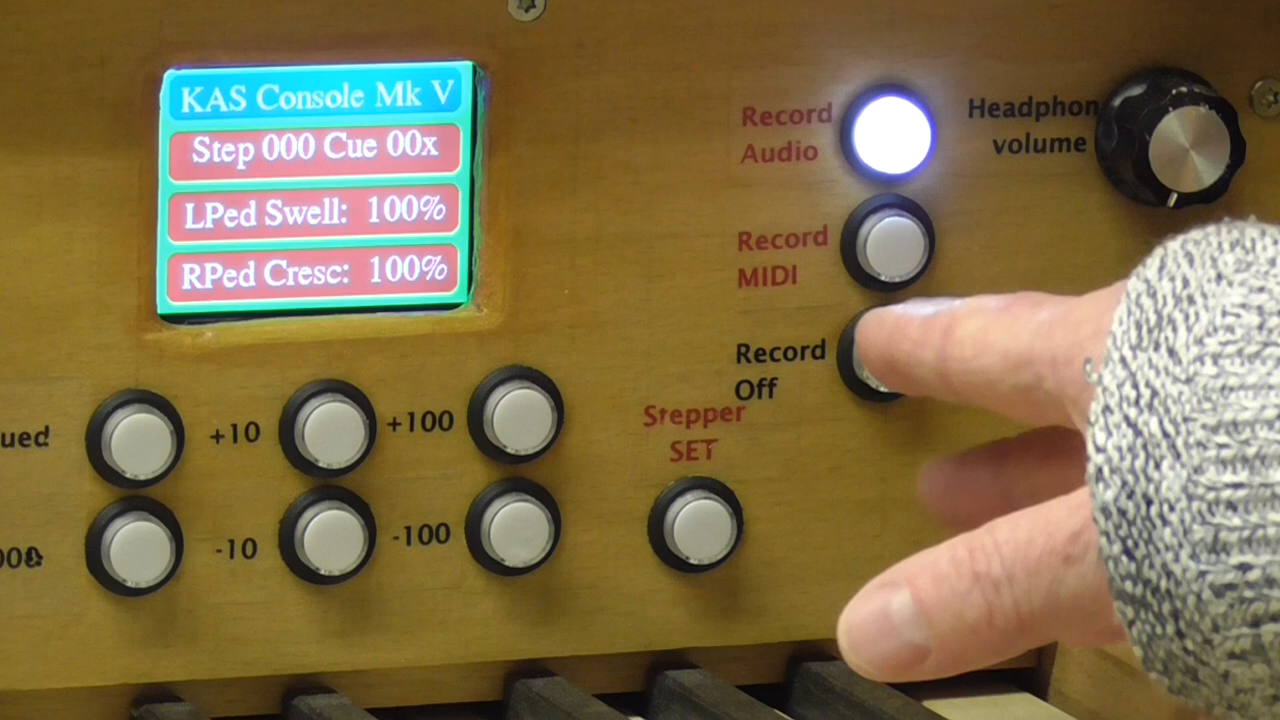 KAS Console Mk V
Step 000 Cue 00x
LPed Swell: 100%
RPed Cresc: 100%
Record
Audio
Headphon
volume
Record
MIDI
Record
Off
ued
+10
+100
Stepper
SET
-10
-100